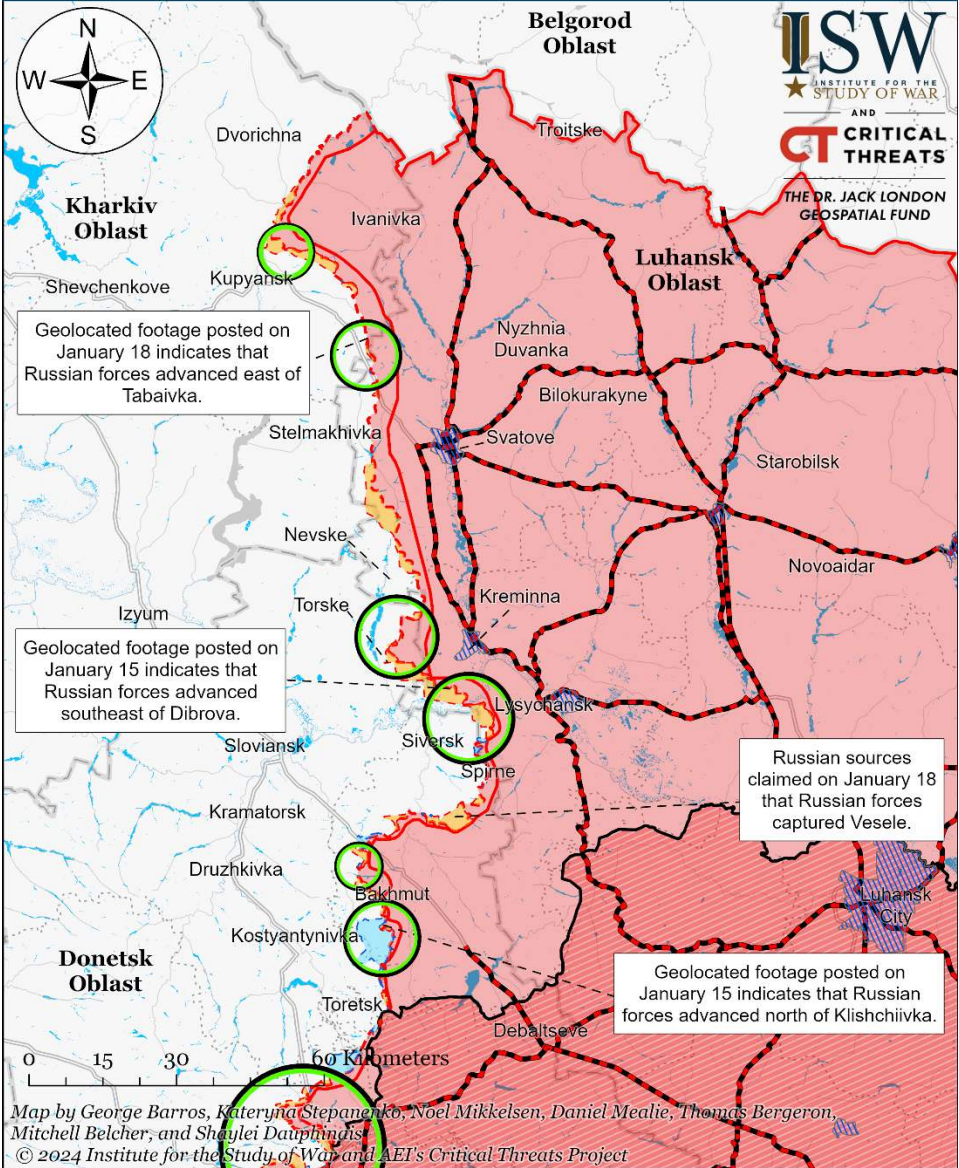 N
W E
S
Belgorod
Oblast
ISW
INSTITUTE FOR THE
STUDY OF WAR
AND
CT CRITICAL
THREATS
THE DR. JACK LONDON
GEOSPATIAL FUND
Dvorichna
Troitske
Kharkiv
Oblast
Ivanivka
Luhansk
Oblast
Kupyansk
Shevchenkove
Geolocated footage posted on
January 18 indicates that
Russian forces advanced east of
Tabaivka.
Nyzhnia
Duvanka
Bilokurakyne
Stelmakhivka
Svatove
Starobilsk
Nevske
Novoaidar
Torske
Kreminna
Izyum
Geolocated footage posted on
January 15 indicates that
Russian forces advanced
southeast of Dibrova.
Lysychansk
Siversk
Sloviansk
Spirne
Russian sources
claimed on January 18
that Russian forces
captured Vesele.
Kramatorsk
Druzhkivka
Bakhmut
Luhansk
City
Kostyantynivka
Donetsk
Oblast
Geolocated footage posted on
January 15 indicates that Russian
forces advanced north of Klishchiivka.
Toretsk
Debaltseve
0 15 30 60 Kilometers
Map by George Barros, Kateryna Stepanenko, Noel Mikkelsen, Daniel Mealie, Thomas Bergeron,
Mitchell Belcher, and Shaylei Dauphinais
© 2024 Institute for the Study of War and AEI's Critical Threats Project